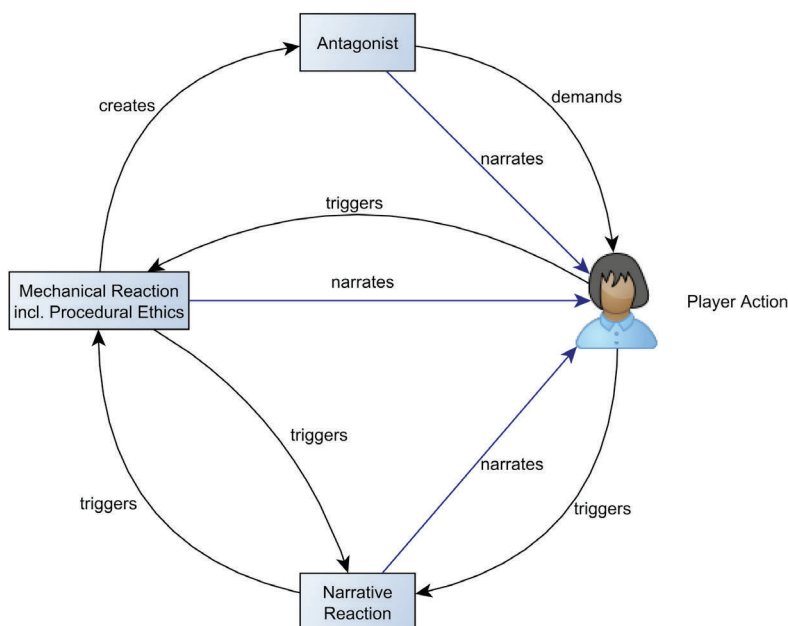 Antagonist
creates
demands
narrates
triggers
Mechanical Reaction
incl. Procedural Ethics
narrates
Player Action
triggers
narrates
triggers
triggers
Narrative
Reaction